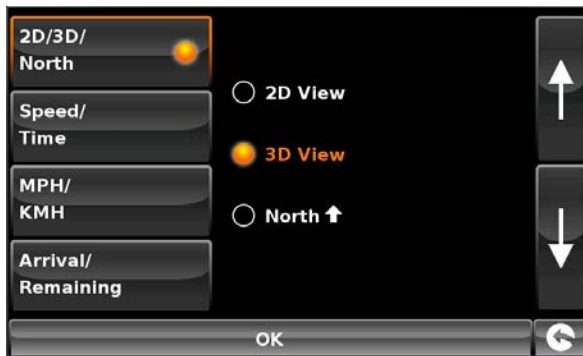 2D/3D/
North
Speed/
Time
MPH/
KMH
Arrival/
Remaining
2D View
3D View
North
OK